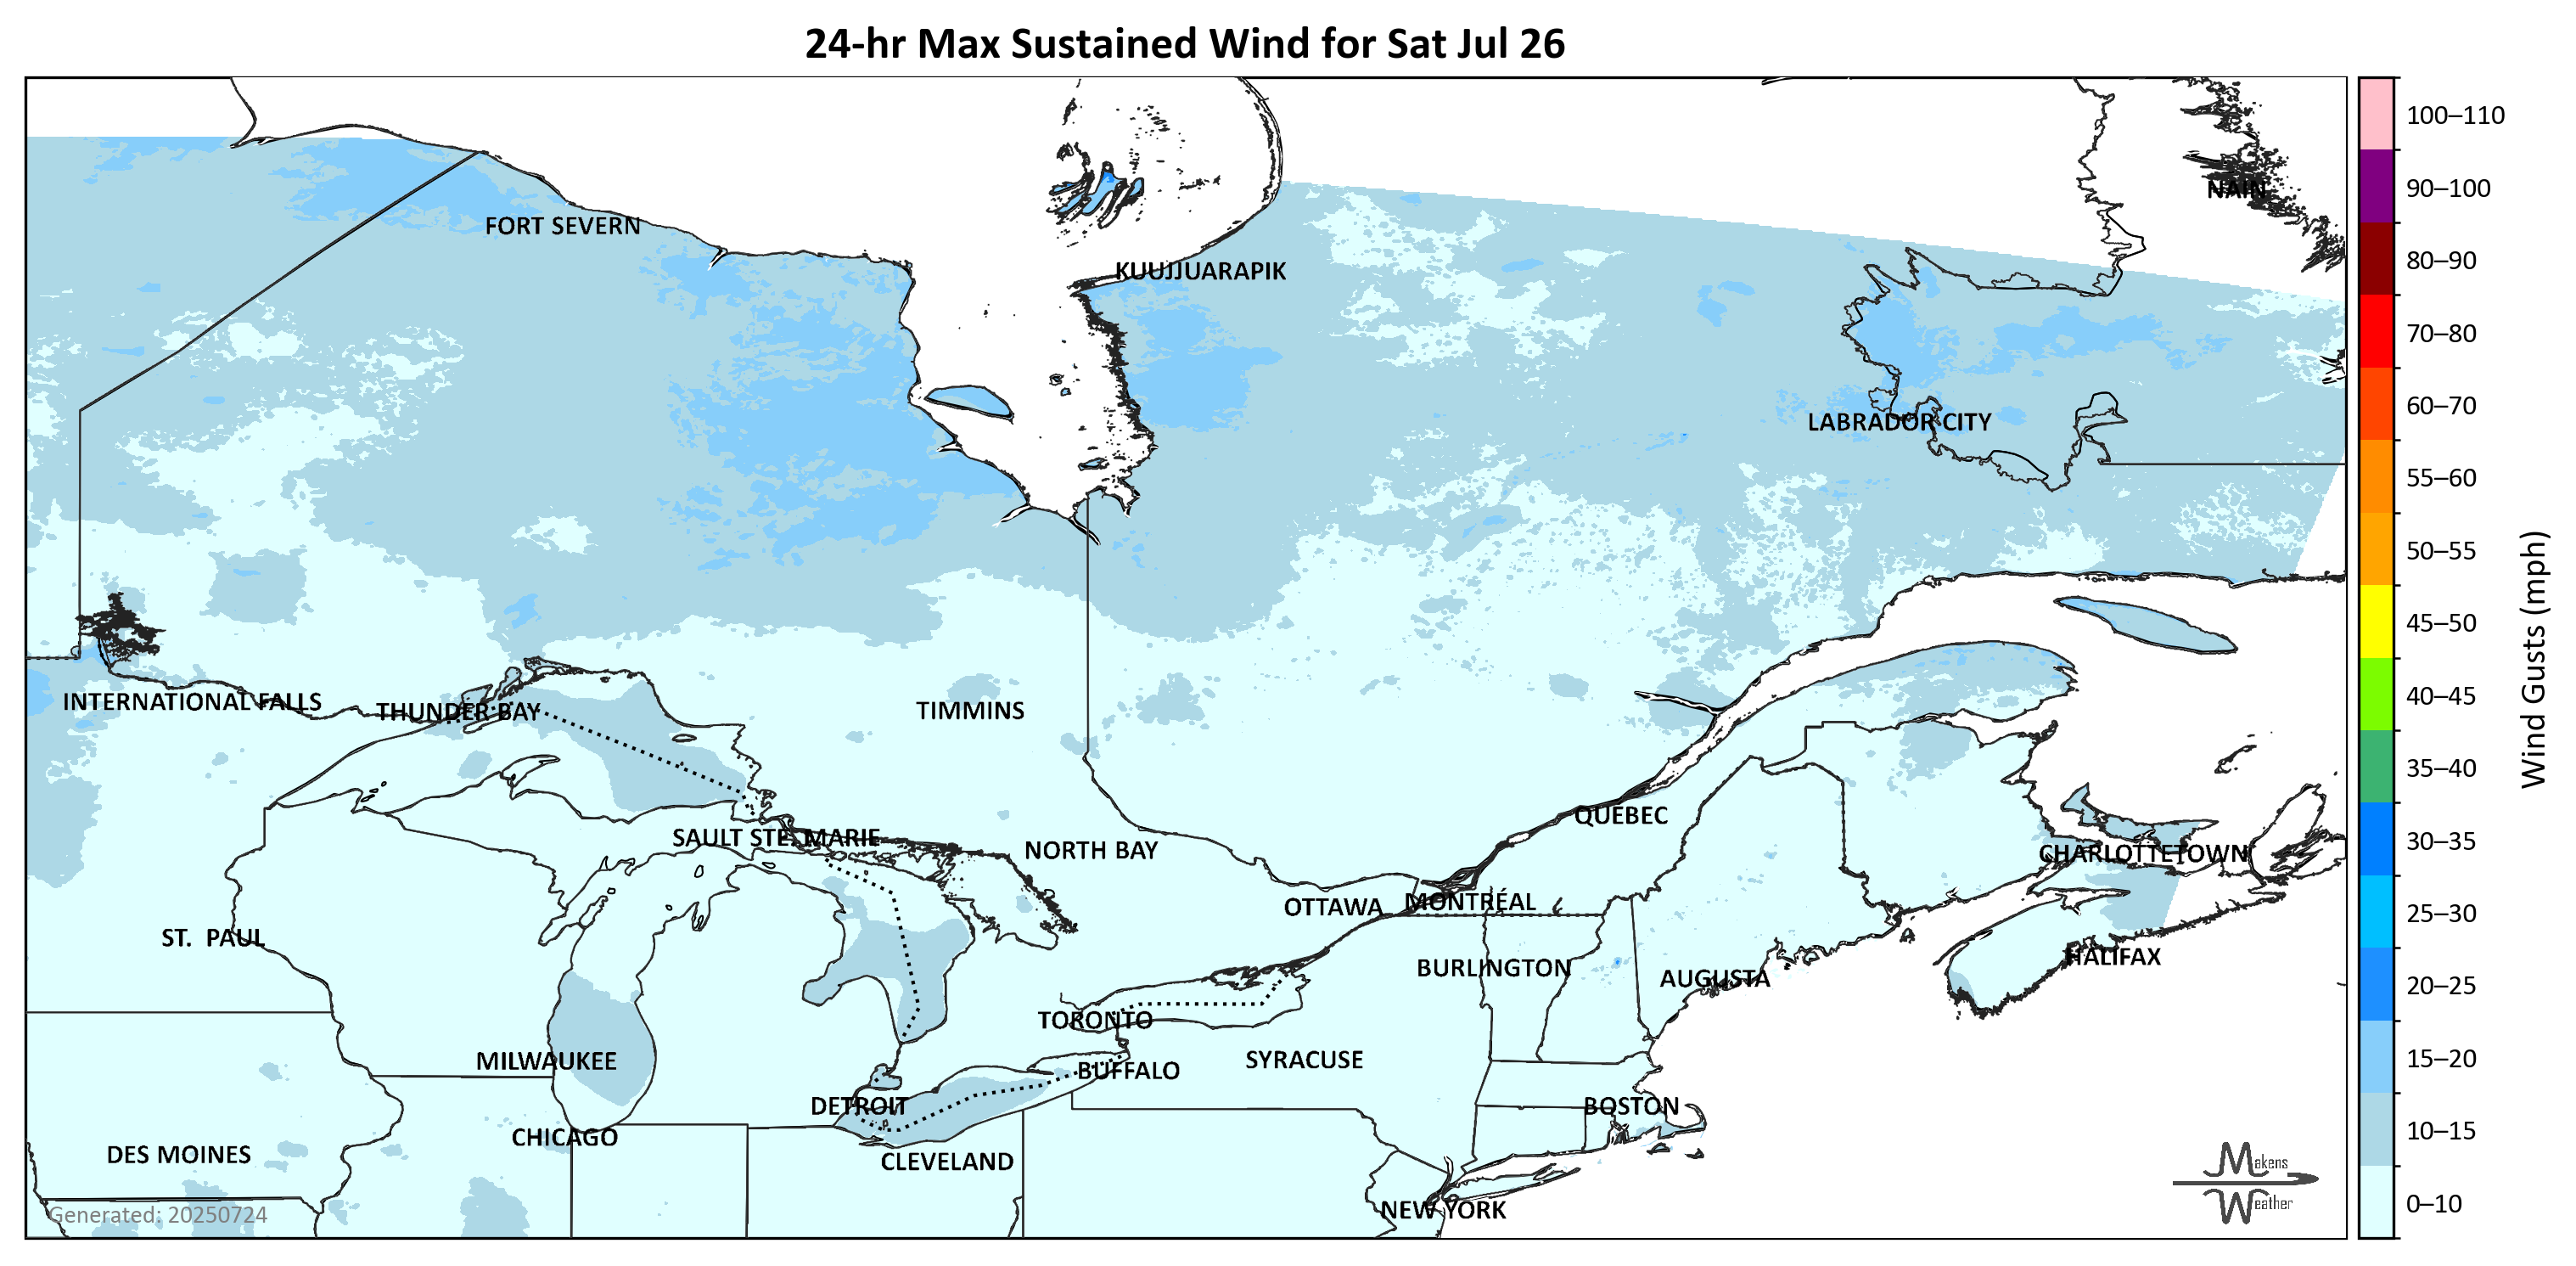 24-hr Max Sustained Wind for Sat Jul 26
100–110
90–100
NAIN
FORT SEVERN
80–90
KUUJJUARAPIK
70–80
60–70
LABRADOR CITY
55–60
50–55
45–50
40–45
Wind Gusts (mph)
INTERNATIONAL FALLS
THUNDER BAY
TIMMINS
35–40
QUÉBEC
SAULT STE. MARIE
30–35
NORTH BAY
CHARLOTTETOWN
OTTAWA
MONTRÉAL
25–30
ST. PAUL
HALIFAX
BURLINGTON
AUGUSTA
20–25
TORONTO
MILWAUKEE
SYRACUSE
15–20
BUFFALO
DETROIT
BOSTON
10–15
CHICAGO
DES MOINES
CLEVELAND
Makens
Weather
0–10
NEW YORK
Generated: 20250724